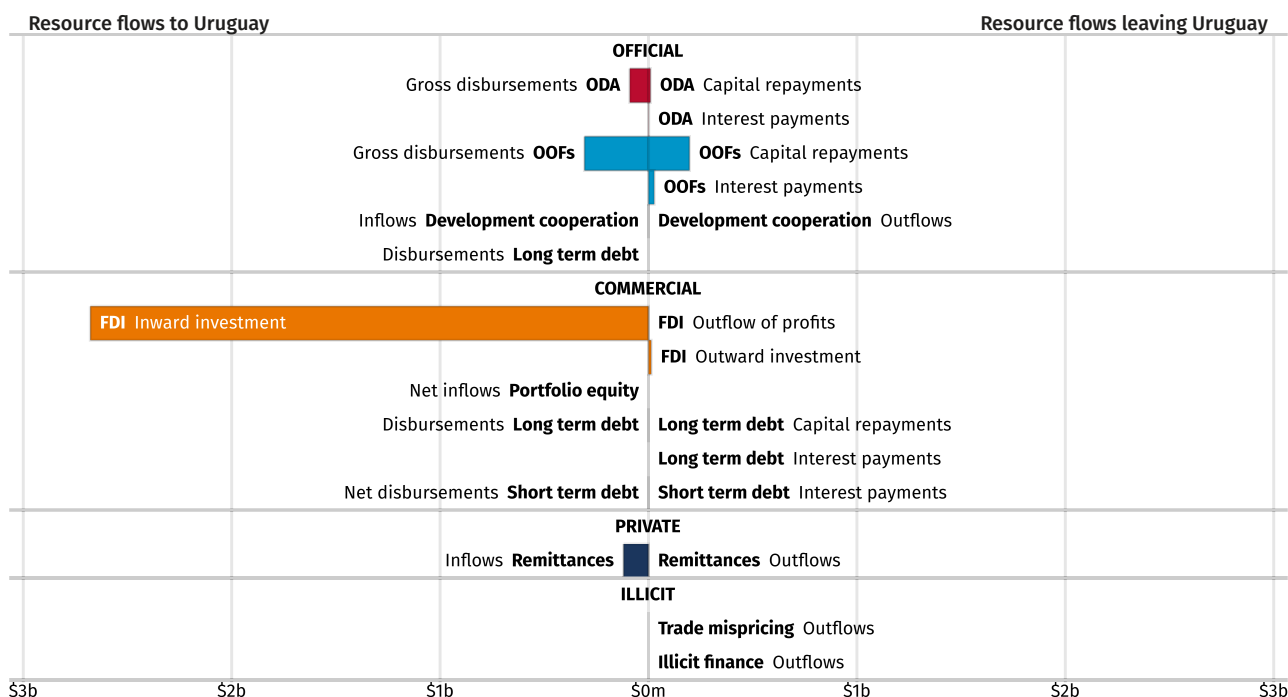 Resource flows to Uruguay Resource flows leaving Uruguay
OFFICIAL
Gross disbursements ODA ODA Capital repayments
ODA Interest payments
Gross disbursements OOFs OOFs Capital repayments
OOFs Interest payments
Inflows Development cooperation Development cooperation Outflows
Disbursements Long term debt
COMMERCIAL
FDI Inward investment FDI Outflow of profits
FDI Outward investment
Net inflows Portfolio equity
Disbursements Long term debt Long term debt Capital repayments
Long term debt Interest payments
Net disbursements Short term debt Short term debt Interest payments
PRIVATE
Inflows Remittances Remittances Outflows
ILLICIT
Trade mispricing Outflows
Illicit finance Outflows
$3b $2b $1b $0m $1b $2b $3b